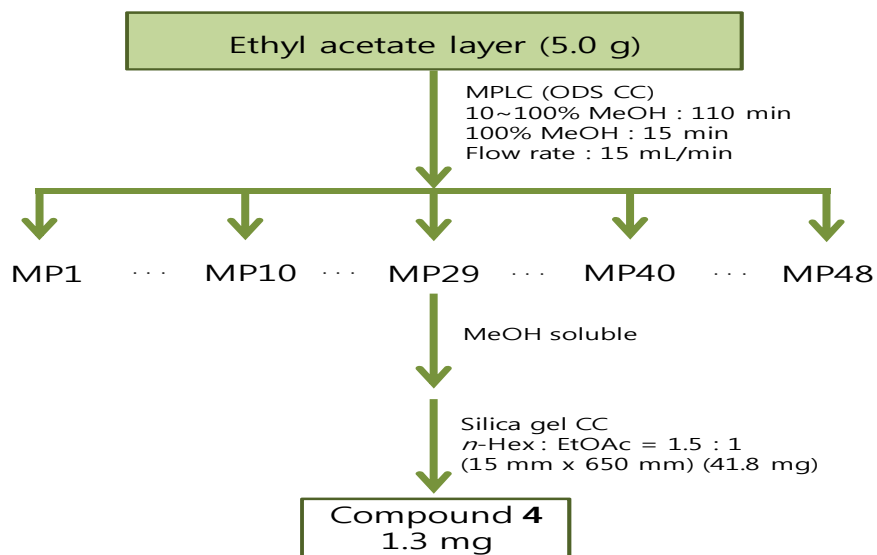 Ethyl acetate layer (5.0 g)
MPLC (ODS CC)
10~100% MeOH : 110 min
100% MeOH : 15 min
Flow rate : 15 mL/min
MP1 ··· MP10 ··· MP29 ··· MP40 ··· MP48
MeOH soluble
Silica gel CC
n-Hex : EtOAc = 1.5 : 1
(15 mm x 650 mm) (41.8 mg)
Compound 4
1.3 mg